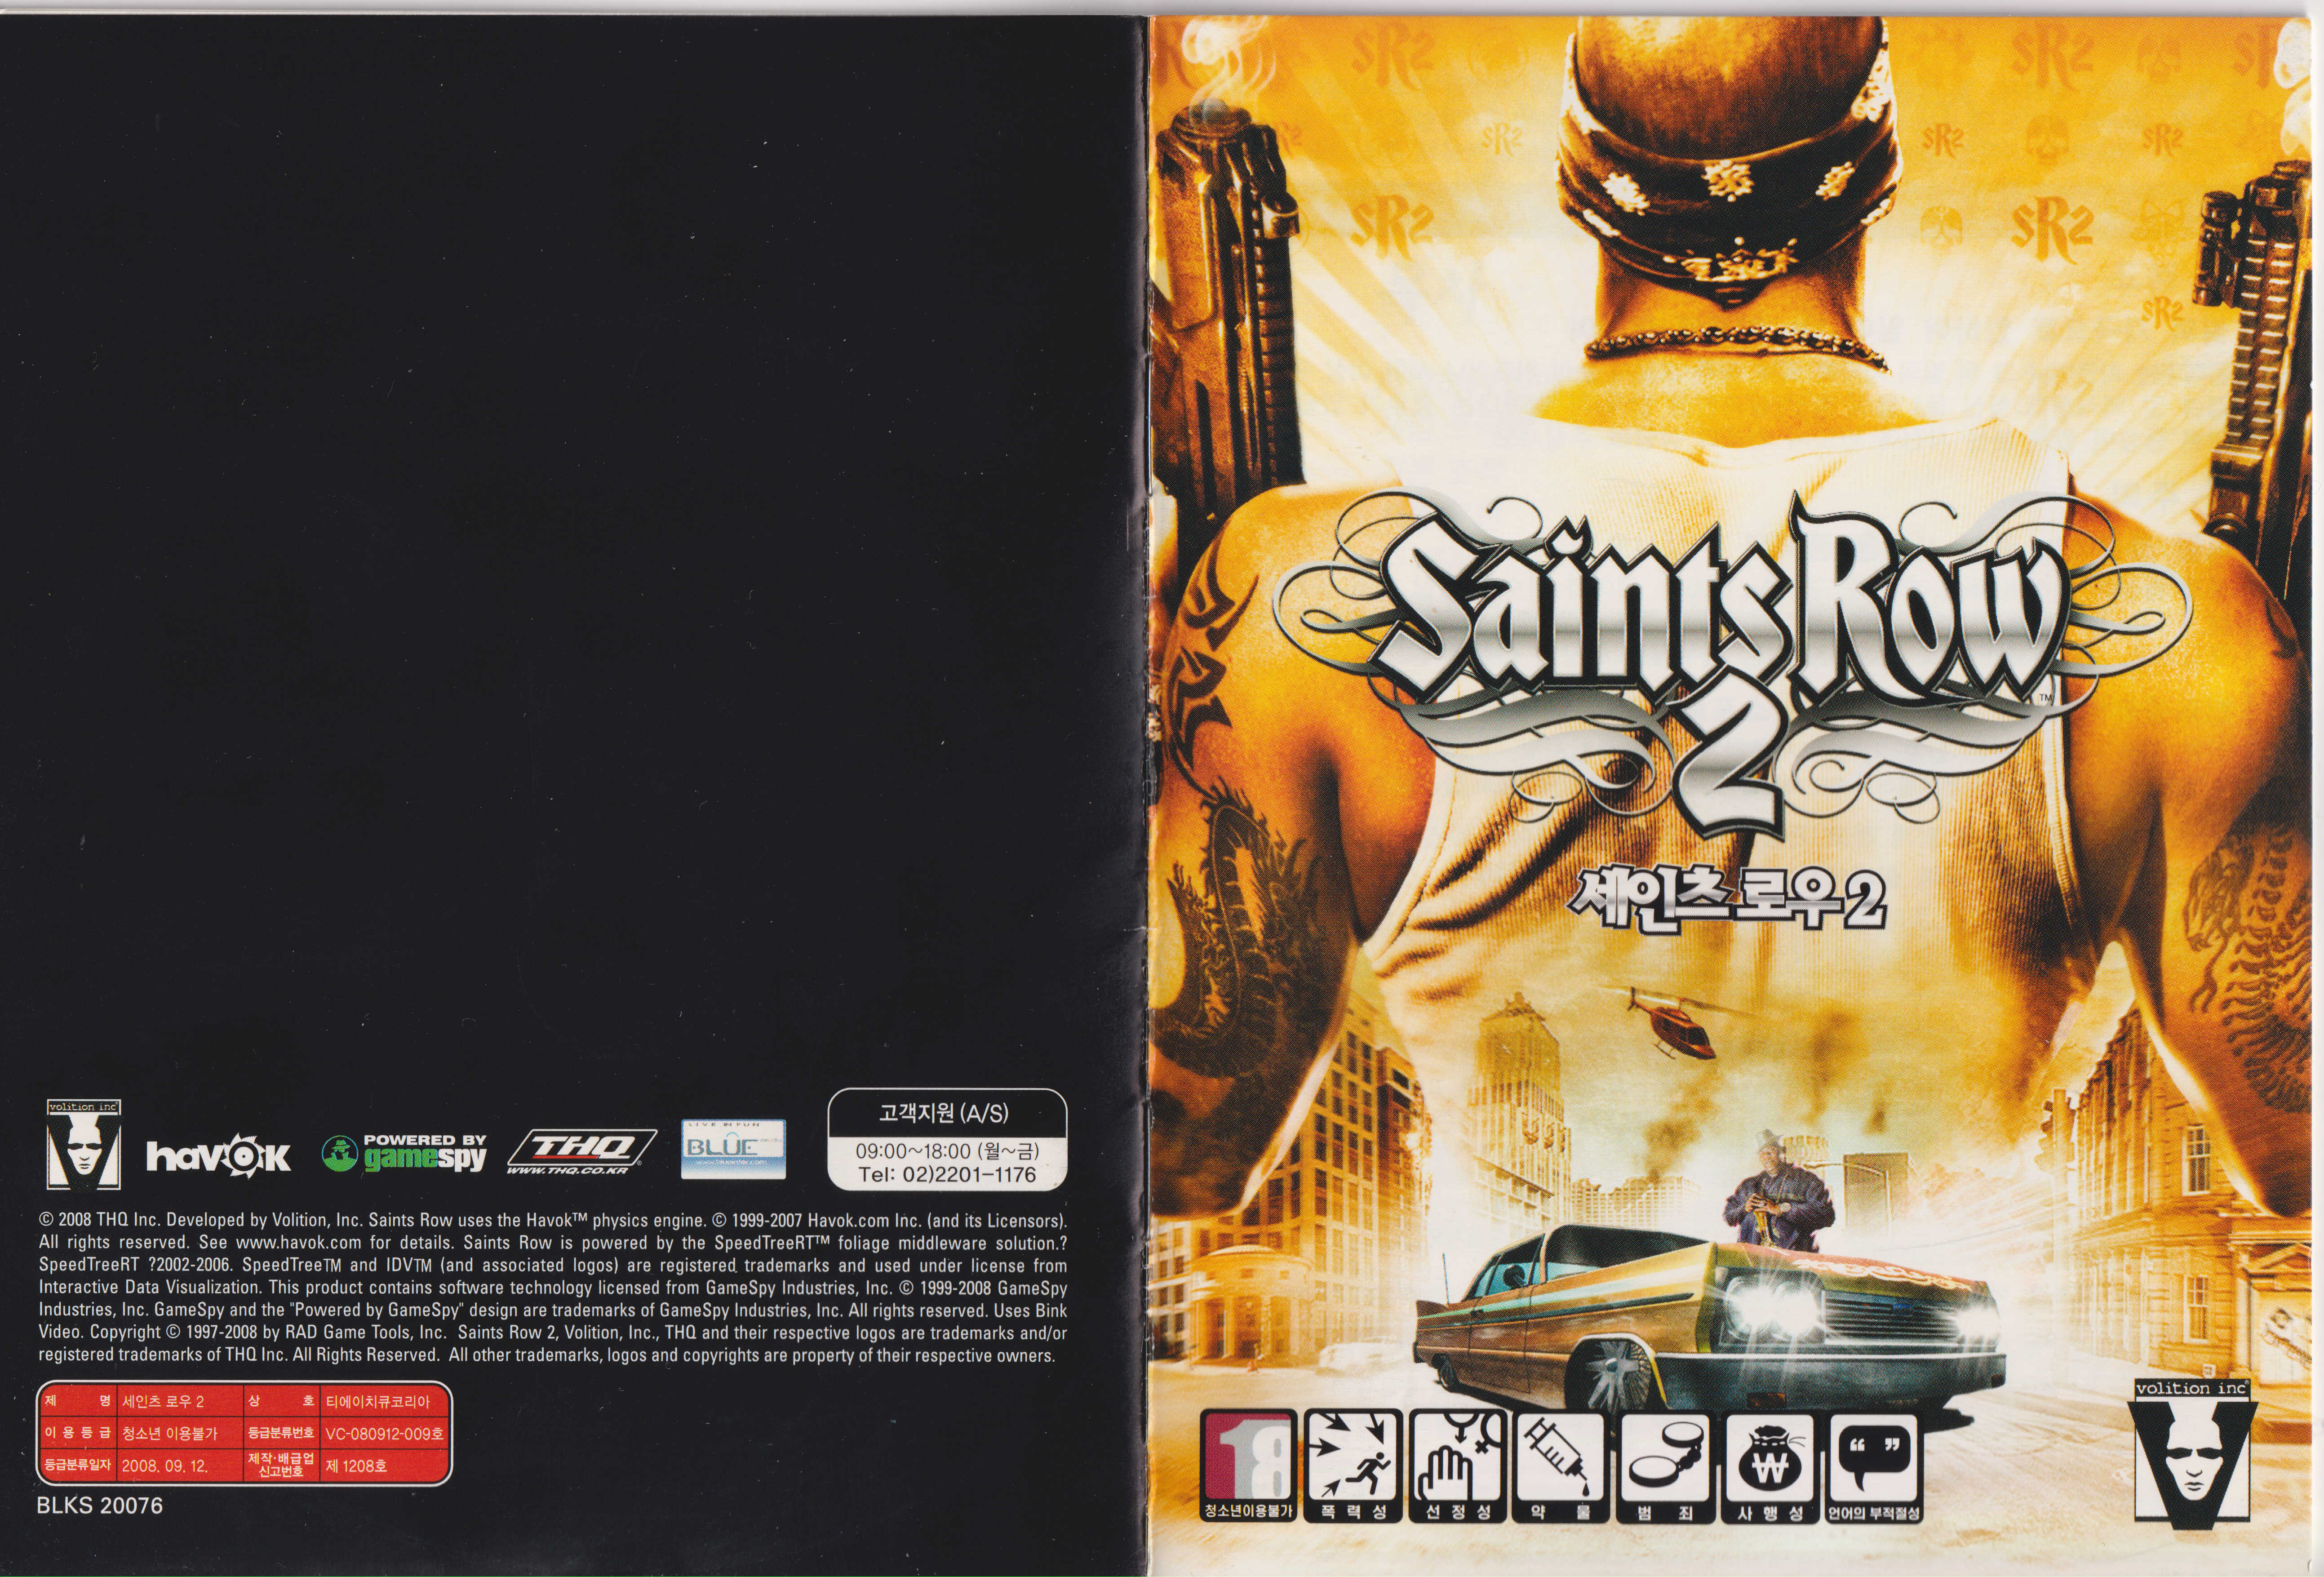 volition inc
havok
POWERED BY
gamespy
THQ
WWW.THQ.CO.KR
BLUE
고객지원 (A/S)
09:00~18:00 (월~금)
Tel: 02)2201-1176
© 2008 THQ Inc. Developed by Volition, Inc. Saints Row uses the Havok™ physics engine. © 1999-2007 Havok.com Inc. (and its Licensors).
All rights reserved. See www.havok.com for details. Saints Row is powered by the SpeedTreeRT™ foliage middleware solution.?
SpeedTreeRT ?2002-2006. SpeedTreeTM and IDVTM (and associated logos) are registered trademarks and used under license from
Interactive Data Visualization. This product contains software technology licensed from GameSpy Industries, Inc. © 1999-2008 GameSpy
Industries, Inc. GameSpy and the "Powered by GameSpy" design are trademarks of GameSpy Industries, Inc. All rights reserved. Uses Bink
Video. Copyright © 1997-2008 by RAD Game Tools, Inc. Saints Row 2, Volition, Inc., THQ and their respective logos are trademarks and/or
registered trademarks of THQ Inc. All Rights Reserved. All other trademarks, logos and copyrights are property of their respective owners.
제 명 세인츠 로우 2 상 호 티에이치큐코리아
이 용 등 급 청소년 이용불가 등급분류번호 VC-080912-009호
등급분류일자 2008. 09. 12. 제작·배급업 신고번호 제 1208호
BLKS 20076
SR2
SR2
SR2
SR2
SR2
SR2
SR2
SR2
Saints Row
2
™
세인츠 로우 2
18
청소년이용불가
폭 력 성
선 정 성
약 물
범 죄
₩
사 행 성
“ ”
언어의 부적절성
volition inc